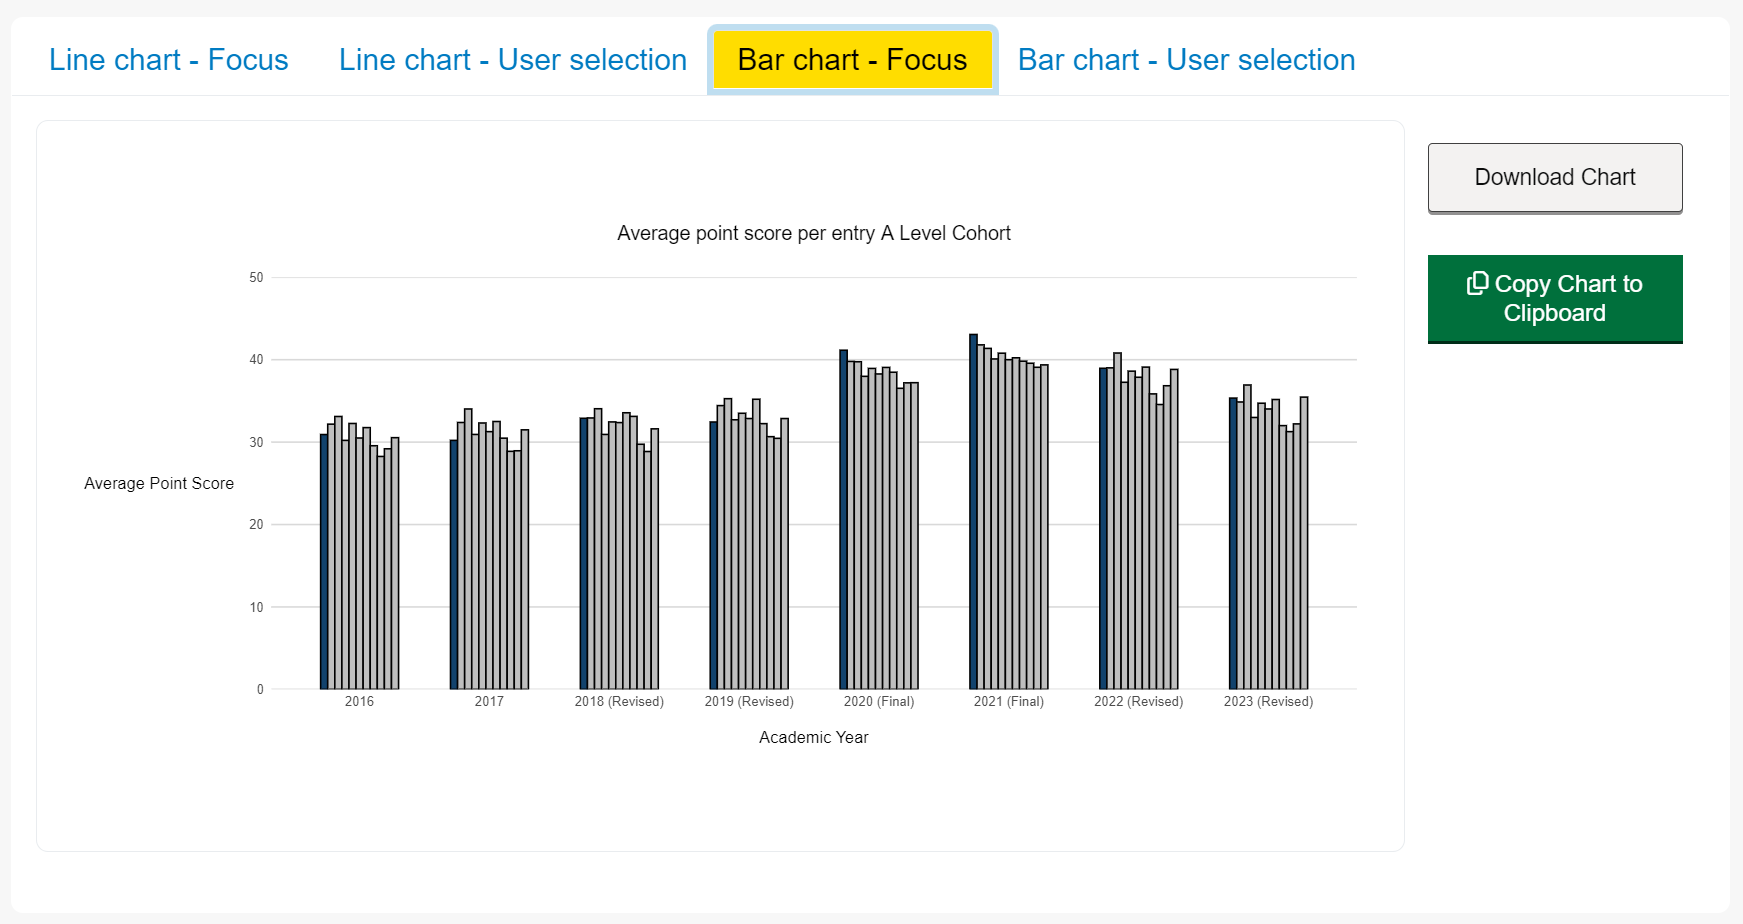 Line chart - Focus
Line chart - User selection
Bar chart - Focus
Bar chart - User selection
Download Chart
Copy Chart to
Clipboard
Average point score per entry A Level Cohort
50
40
30
20
10
0
Average Point Score
2016
2017
2018 (Revised)
2019 (Revised)
2020 (Final)
2021 (Final)
2022 (Revised)
2023 (Revised)
Academic Year